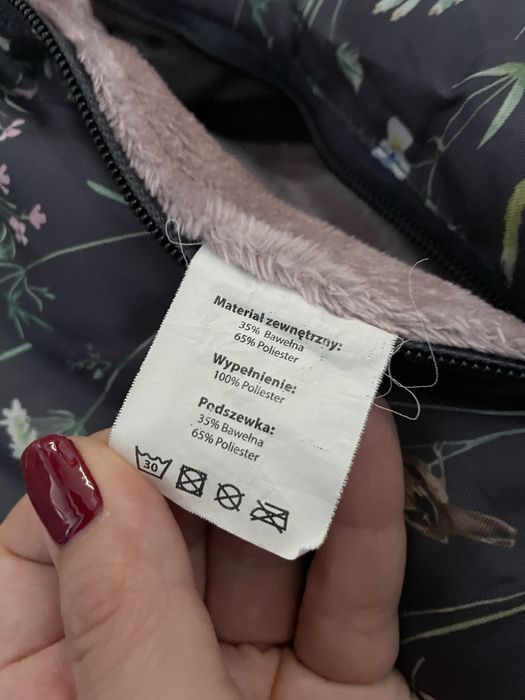 Materiał zewnętrzny:
35% Bawełna
65% Poliester
Wypełnienie:
100% Poliester
Podszewka:
35% Bawełna
65% Poliester
30